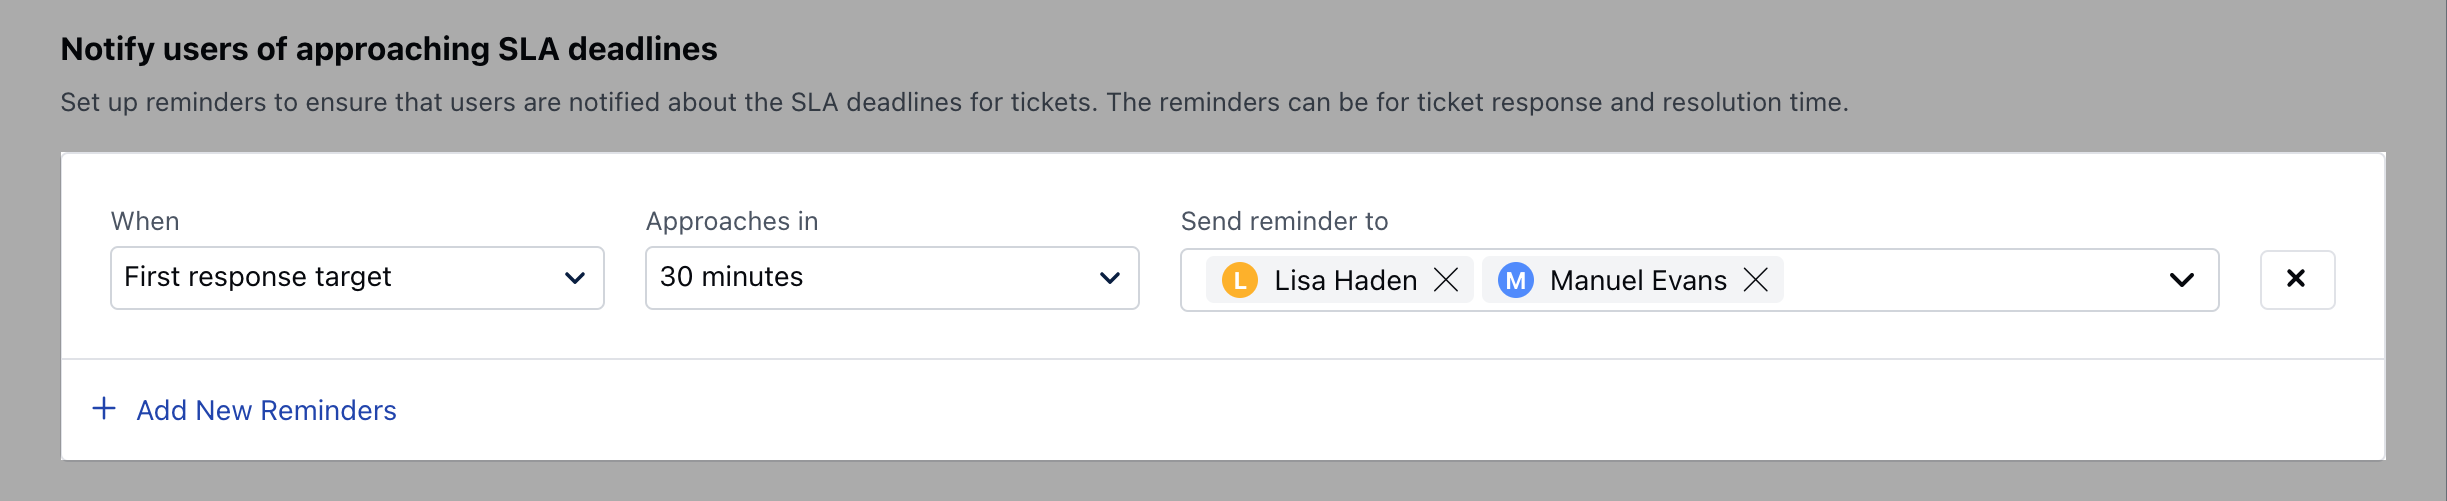 Notify users of approaching SLA deadlines
Set up reminders to ensure that users are notified about the SLA deadlines for tickets. The reminders can be for ticket response and resolution time.
When
Approaches in
Send reminder to
First response target
30 minutes
L Lisa Haden M Manuel Evans
Add New Reminders